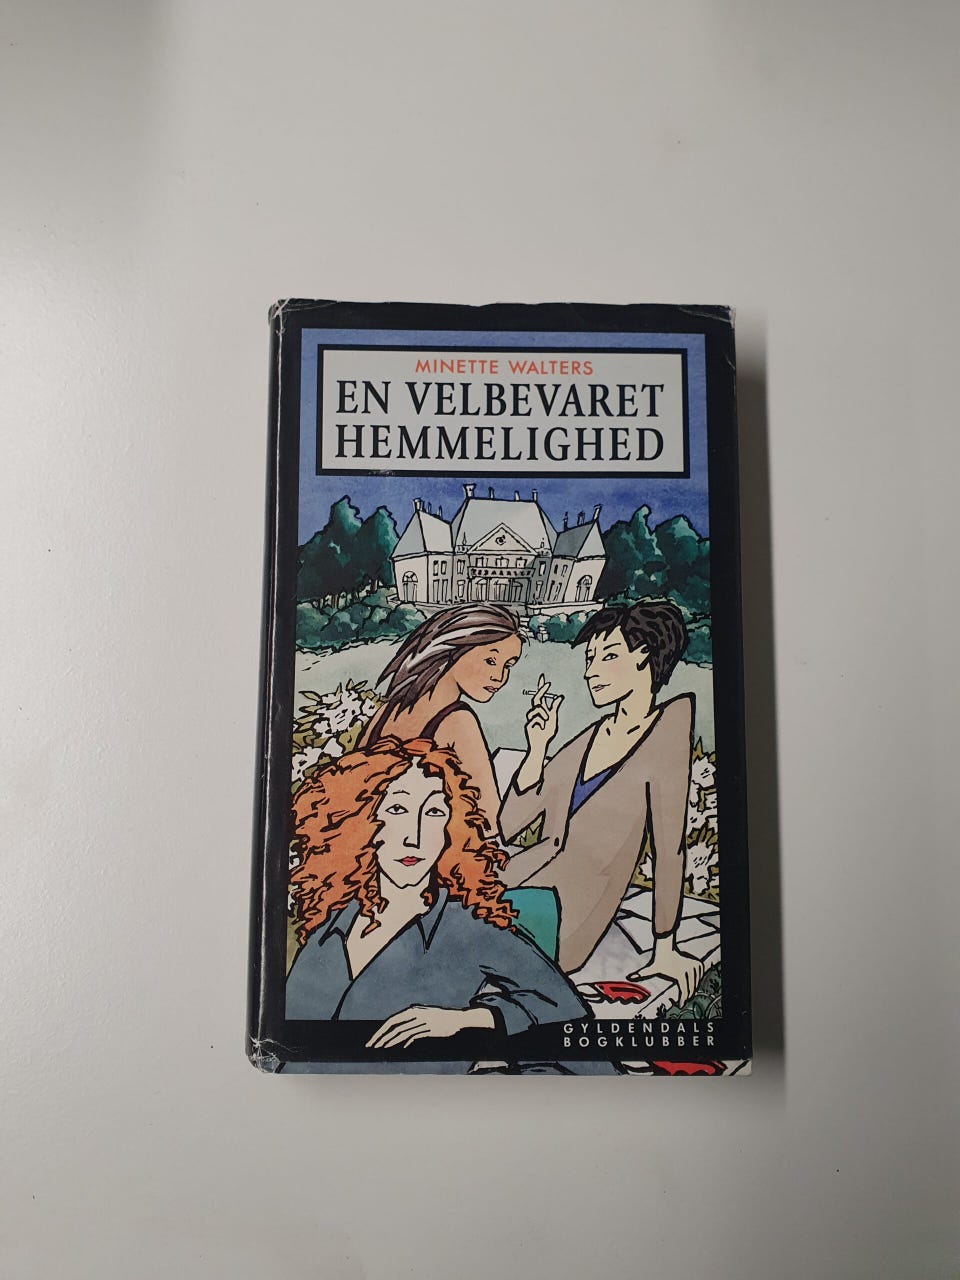 MINETTE WALTERS
EN VELBEVARET
HEMMELIGHED
GYLDENDALS
BOGKLUBBER